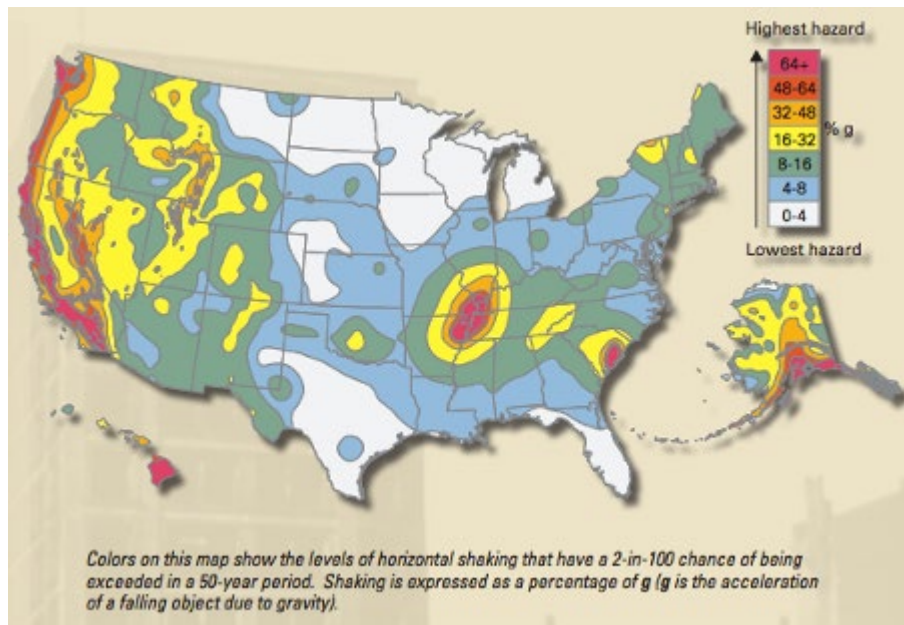 Highest hazard
64+
48-64
32-48
16-32
% g
8-16
4-8
0-4
Lowest hazard
Colors on this map show the levels of horizontal shaking that have a 2-in-100 chance of being
exceeded in a 50-year period. Shaking is expressed as a percentage of g (g is the acceleration
of a falling object due to gravity).